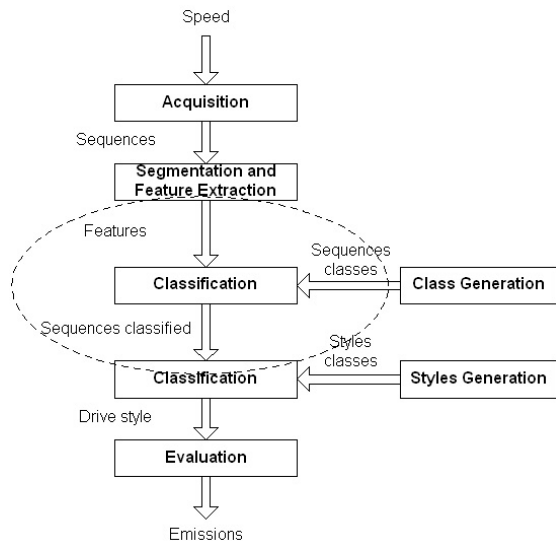 Speed
Acquisition
Sequences
Segmentation and
Feature Extraction
Features
Sequences
classes
Classification
Class Generation
Sequences classified
Styles
classes
Classification
Styles Generation
Drive style
Evaluation
Emissions